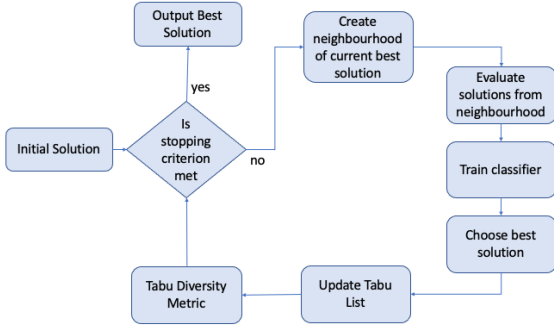 Output Best
Solution
Create
neighbourhood
of current best
solution
Evaluate
solutions from
neighbourhood
yes
Initial Solution
Is
stopping
criterion
met
no
Train classifier
Choose best
solution
Tabu Diversity
Metric
Update Tabu
List